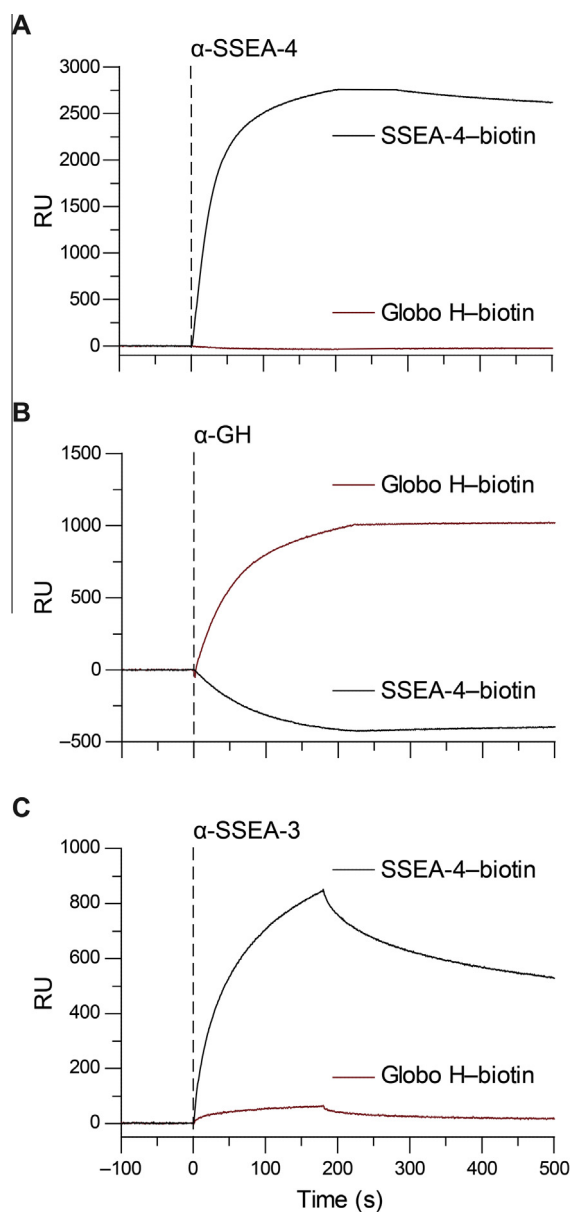 A
α-SSEA-4
3000
2500
2000
1500
1000
500
0
RU
SSEA-4–biotin
Globo H–biotin
B
α-GH
1500
1000
500
0
–500
RU
Globo H–biotin
SSEA-4–biotin
C
α-SSEA-3
1000
800
600
400
200
0
RU
SSEA-4–biotin
Globo H–biotin
–100 0 100 200 300 400 500
Time (s)